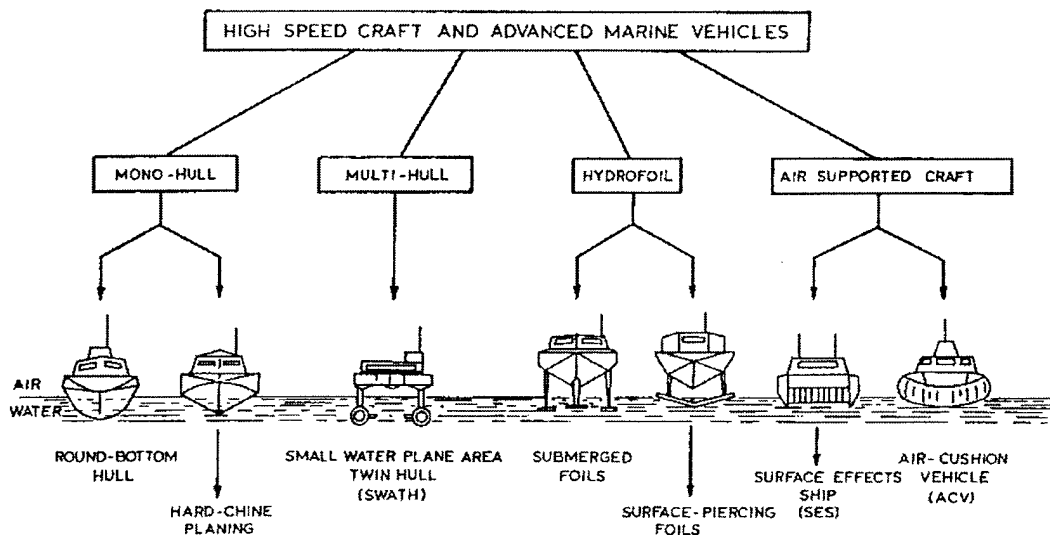 HIGH SPEED CRAFT AND ADVANCED MARINE VEHICLES
MONO-HULL
MULTI-HULL
HYDROFOIL
AIR SUPPORTED CRAFT
AIR
WATER
ROUND-BOTTOM
HULL
HARD-CHINE
PLANING
SMALL WATER PLANE AREA
TWIN HULL
(SWATH)
SUBMERGED
FOILS
SURFACE-PIERCING
FOILS
SURFACE EFFECTS
SHIP
(SES)
AIR-CUSHION
VEHICLE
(ACV)